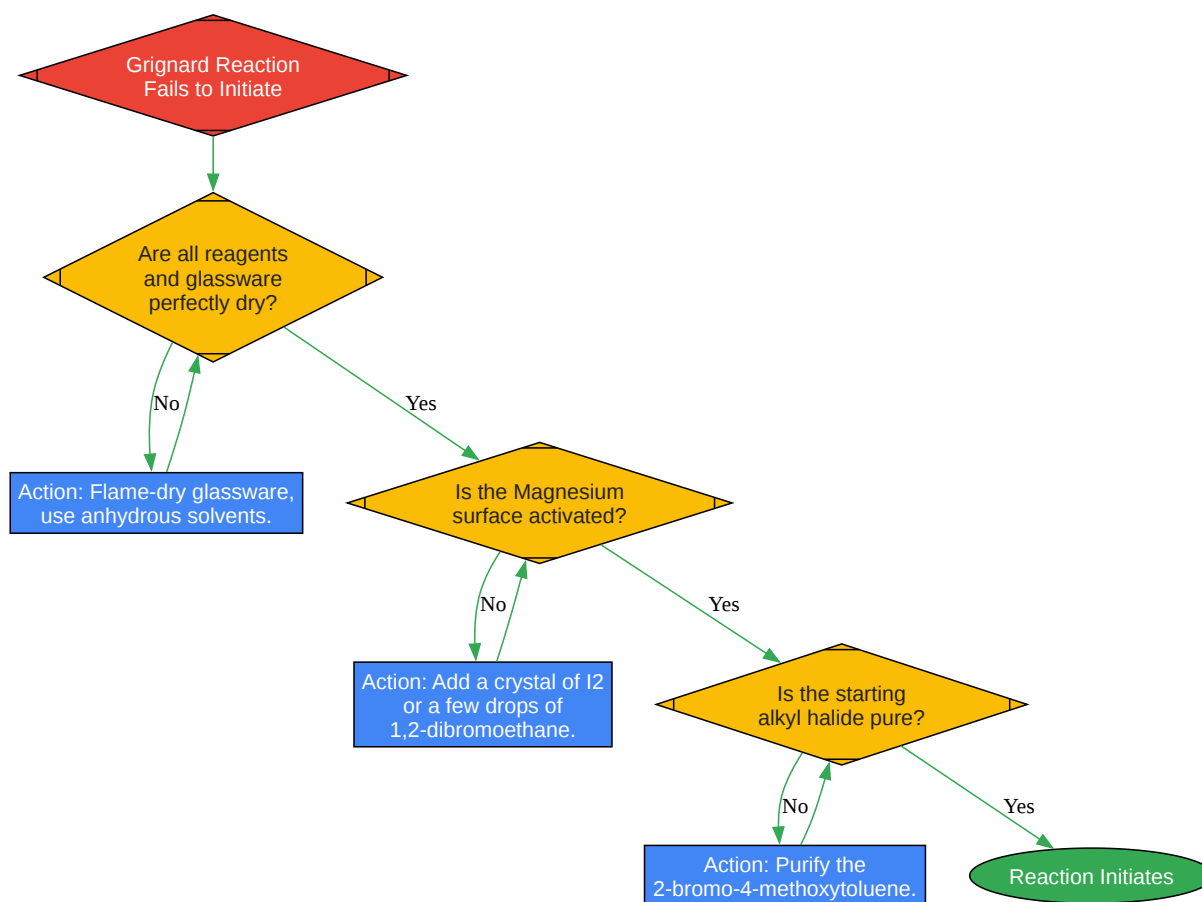 Grignard Reaction
Fails to Initiate
Are all reagents
and glassware
perfectly dry?
No
Yes
Action: Flame-dry glassware,
use anhydrous solvents.
Is the Magnesium
surface activated?
No
Yes
Action: Add a crystal of I2
or a few drops of
1,2-dibromoethane.
Is the starting
alkyl halide pure?
No
Yes
Action: Purify the
2-bromo-4-methoxytoluene.
Reaction Initiates